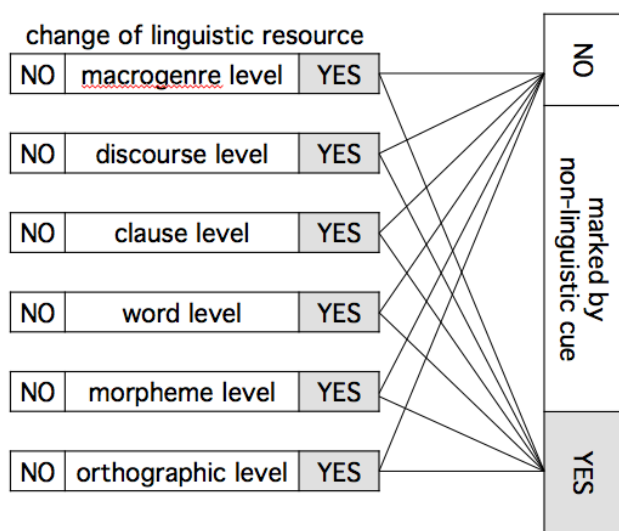 change of linguistic resource
NO macrogenre level YES
NO discourse level YES
NO clause level YES
NO word level YES
NO morpheme level YES
NO orthographic level YES
NO
marked by
non-linguistic cue
YES